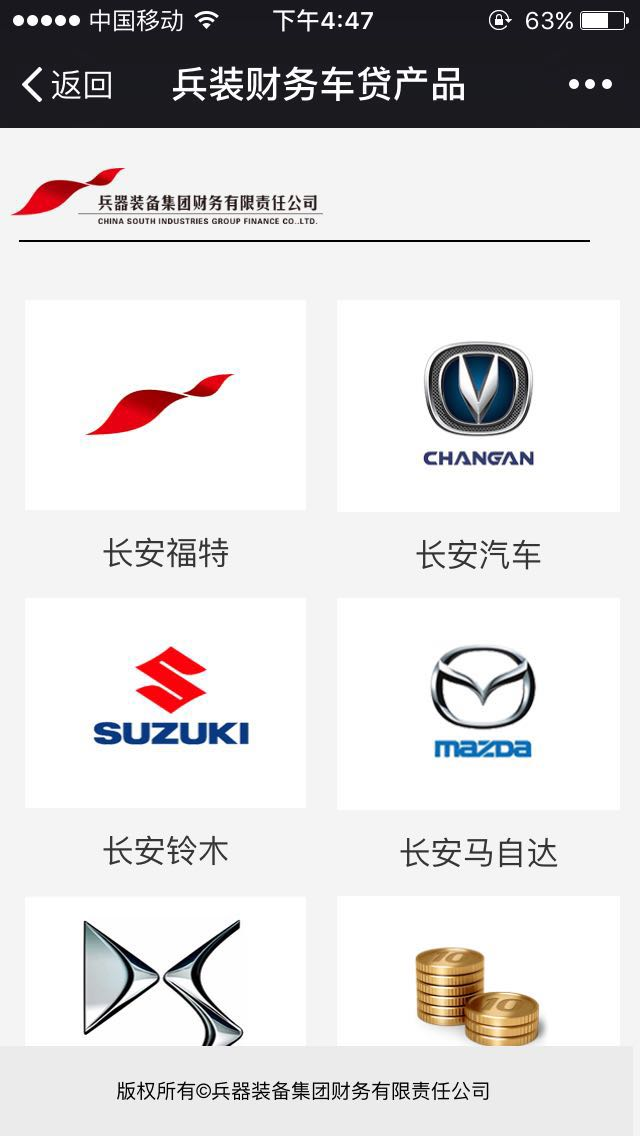 中国移动 下午4:47 63%
返回 兵装财务车贷产品
兵器装备集团财务有限责任公司
CHINA SOUTH INDUSTRIES GROUP FINANCE CO..LTD.
CHANGAN
长安福特 长安汽车
SUZUKI mazda
长安铃木 长安马自达
10
10
版权所有©兵器装备集团财务有限责任公司